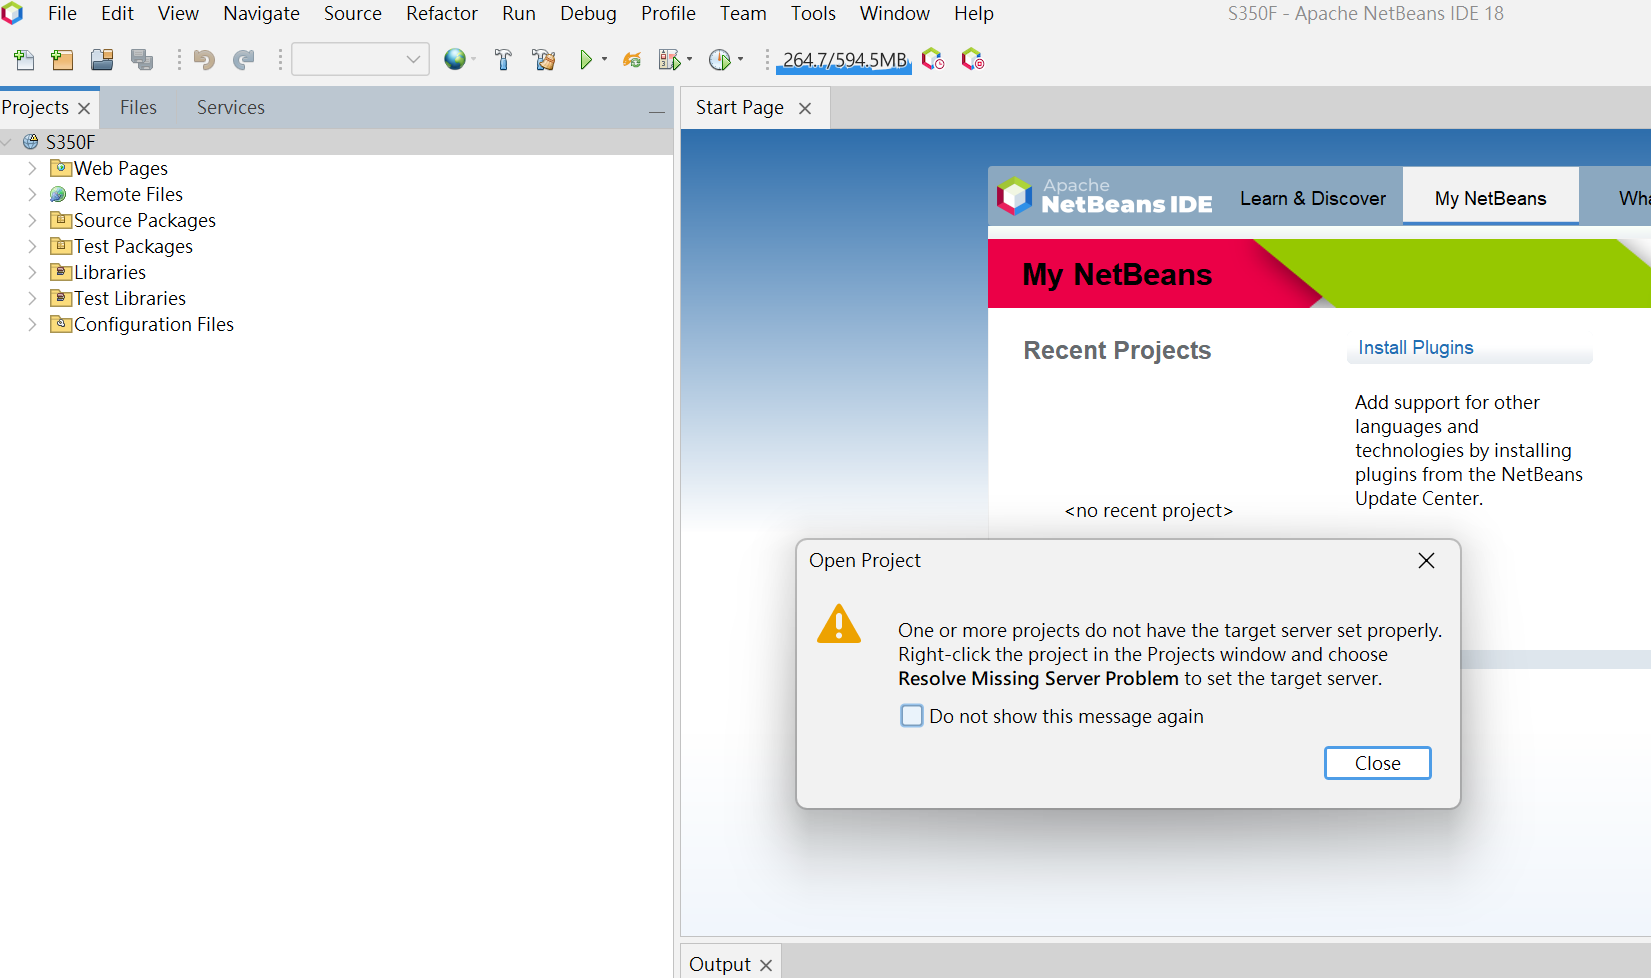 File Edit View Navigate Source Refactor Run Debug Profile Team Tools Window Help
S350F - Apache NetBeans IDE 18
264.7/594.5MB
Projects Files Services
S350F
Web Pages
Remote Files
Source Packages
Test Packages
Libraries
Test Libraries
Configuration Files
Start Page
Apache
NetBeans IDE
Learn & Discover My NetBeans Wha
My NetBeans
Recent Projects
<no recent project>
Install Plugins
Add support for other
languages and
technologies by installing
plugins from the NetBeans
Update Center.
Open Project
One or more projects do not have the target server set properly.
Right-click the project in the Projects window and choose
Resolve Missing Server Problem to set the target server.
Do not show this message again
Close
Output